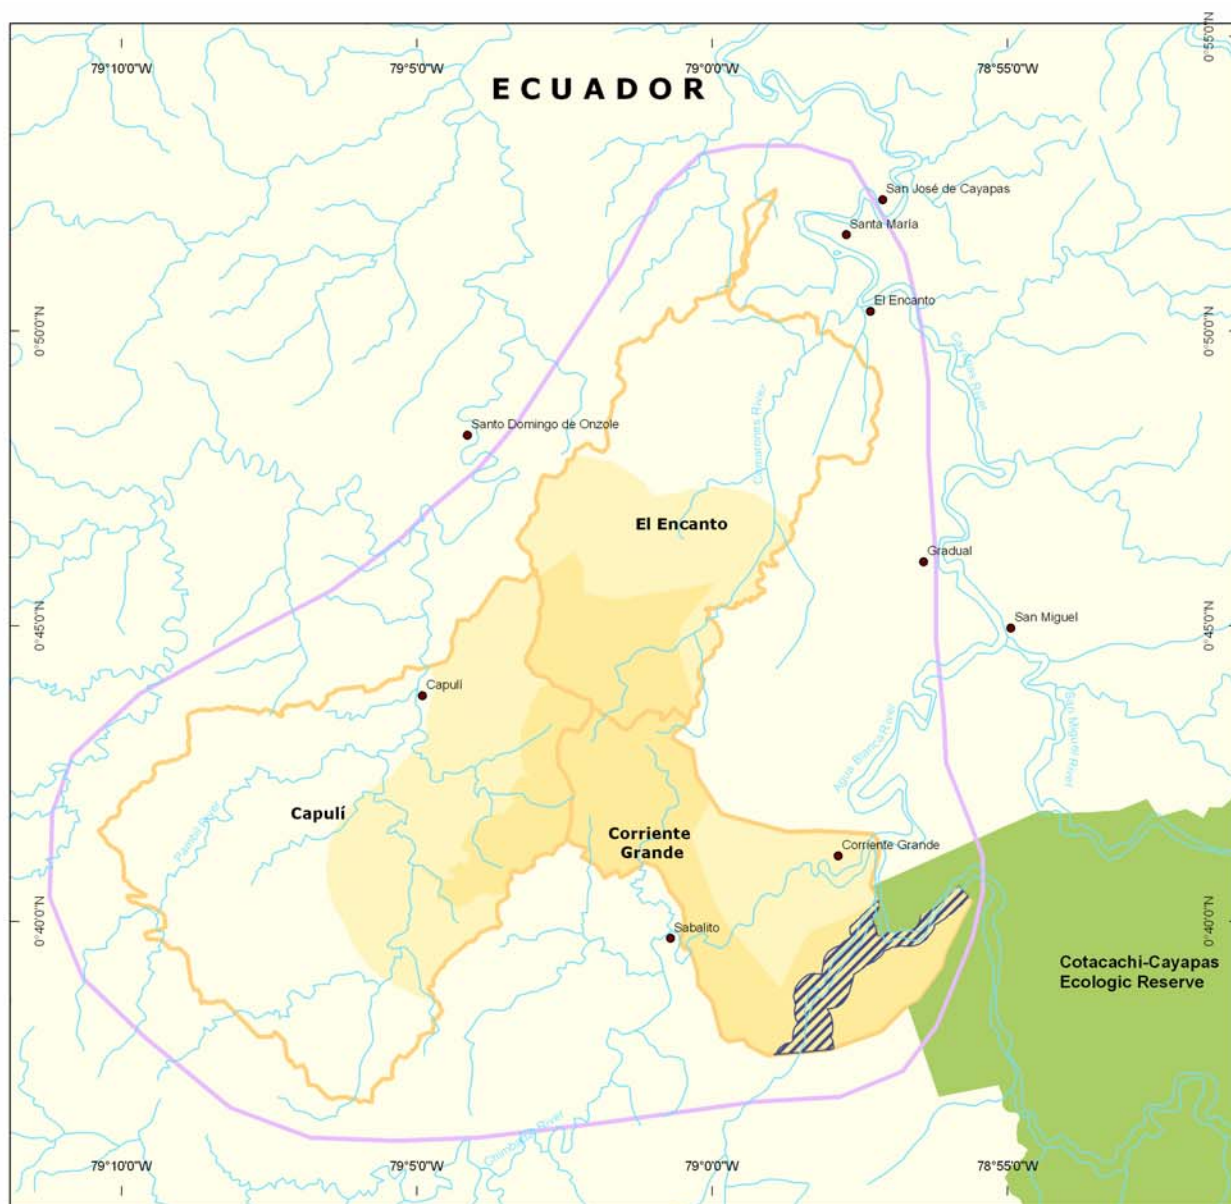 0°55'0"N
79°10'0"W
79°5'0"W
79°0'0"W
78°55'0"W
ECUADOR
San José de Cayapas
Santa María
El Encanto
0°50'0"N
0°50'0"N
Cayapas River
Camarones River
Santo Domingo de Onzole
El Encanto
Gradual
0°45'0"N
San Miguel
0°45'0"N
Capulí
San Miguel River
Agua Blanca River
Capulí
Corriente
Grande
Corriente Grande
0°40'0"N
Sabalito
0°40'0"N
Cotacachi-Cayapas
Ecologic Reserve
River
79°10'0"W
79°5'0"W
79°0'0"W
78°55'0"W